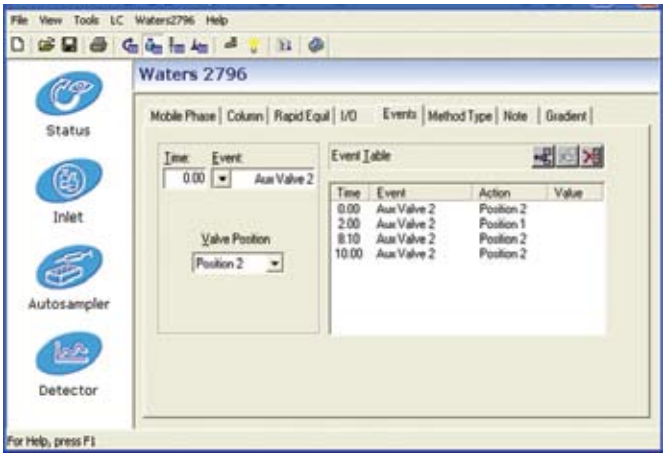 File View Tools LC Waters2796 Help
Waters 2796
Status
Inlet
Autosampler
Detector
Mobile Phase Column Rapid Equil I/O Events Method Type Note Gradient
Time: Event:
0.00 Aux Valve 2
Valve Position
Position 2
Event Table
Time Event Action Value
0.00 Aux Valve 2 Position 2
2.00 Aux Valve 2 Position 1
8.10 Aux Valve 2 Position 2
10.00 Aux Valve 2 Position 2
For Help, press F1